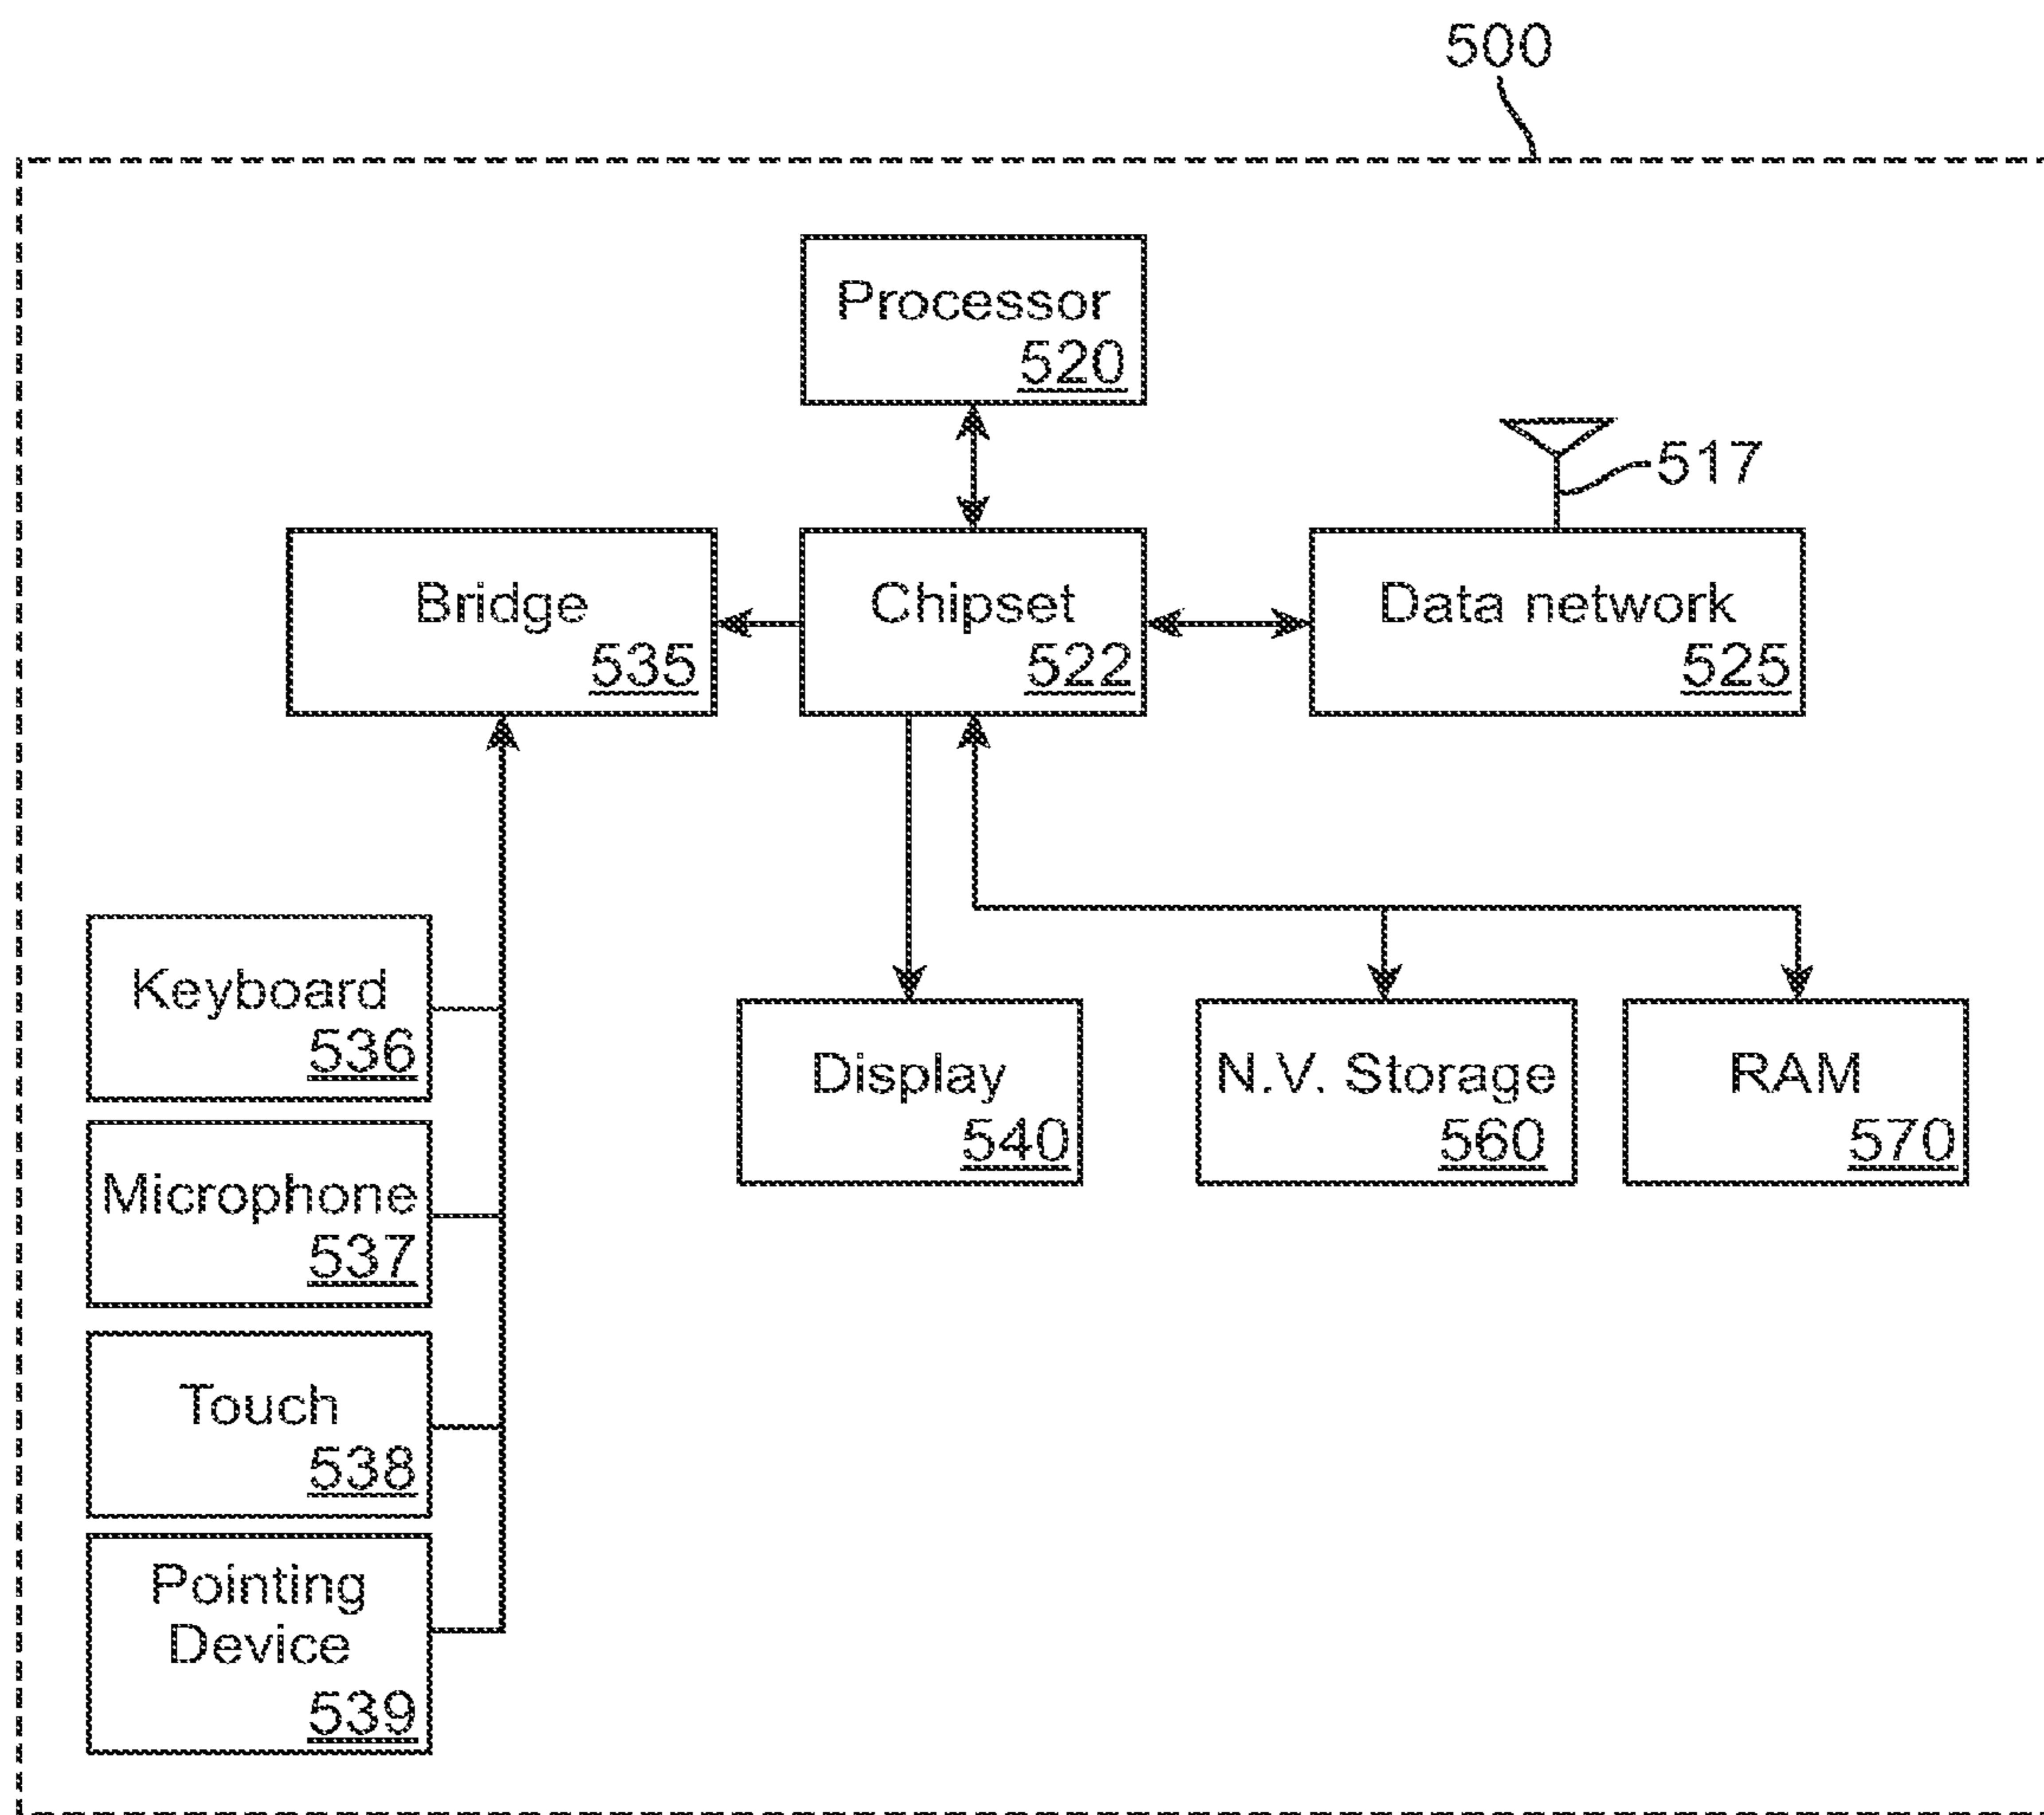 500
Processor
520
517
Bridge
535
Chipset
522
Data network
525
Keyboard
536
Display
540
N.V. Storage
560
RAM
570
Microphone
537
Touch
538
Pointing
Device
539